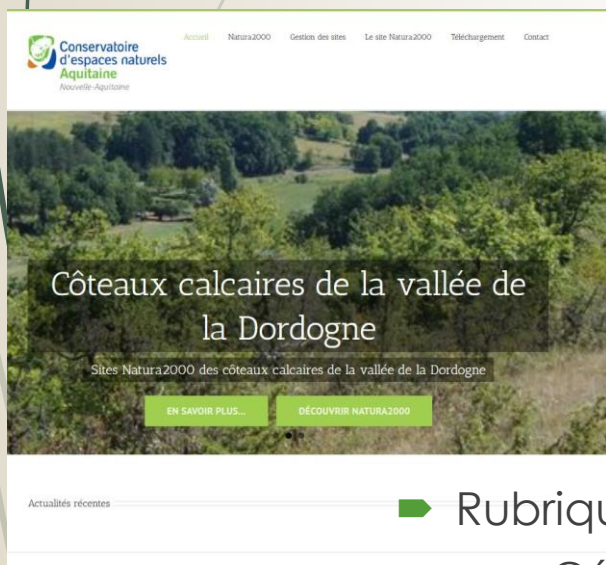 Conservatoire
d'espaces naturels
Aquitaine
Nouvelle-Aquitaine
Accueil Natura2000 Gestion des sites Le site Natura2000 Téléchargement Contact
Côteaux calcaires de la vallée de
la Dordogne
Sites Natura2000 des côteaux calcaires de la vallée de la Dordogne
EN SAVOIR PLUS... DÉCOUVRIR NATURA2000
Actualités récentes